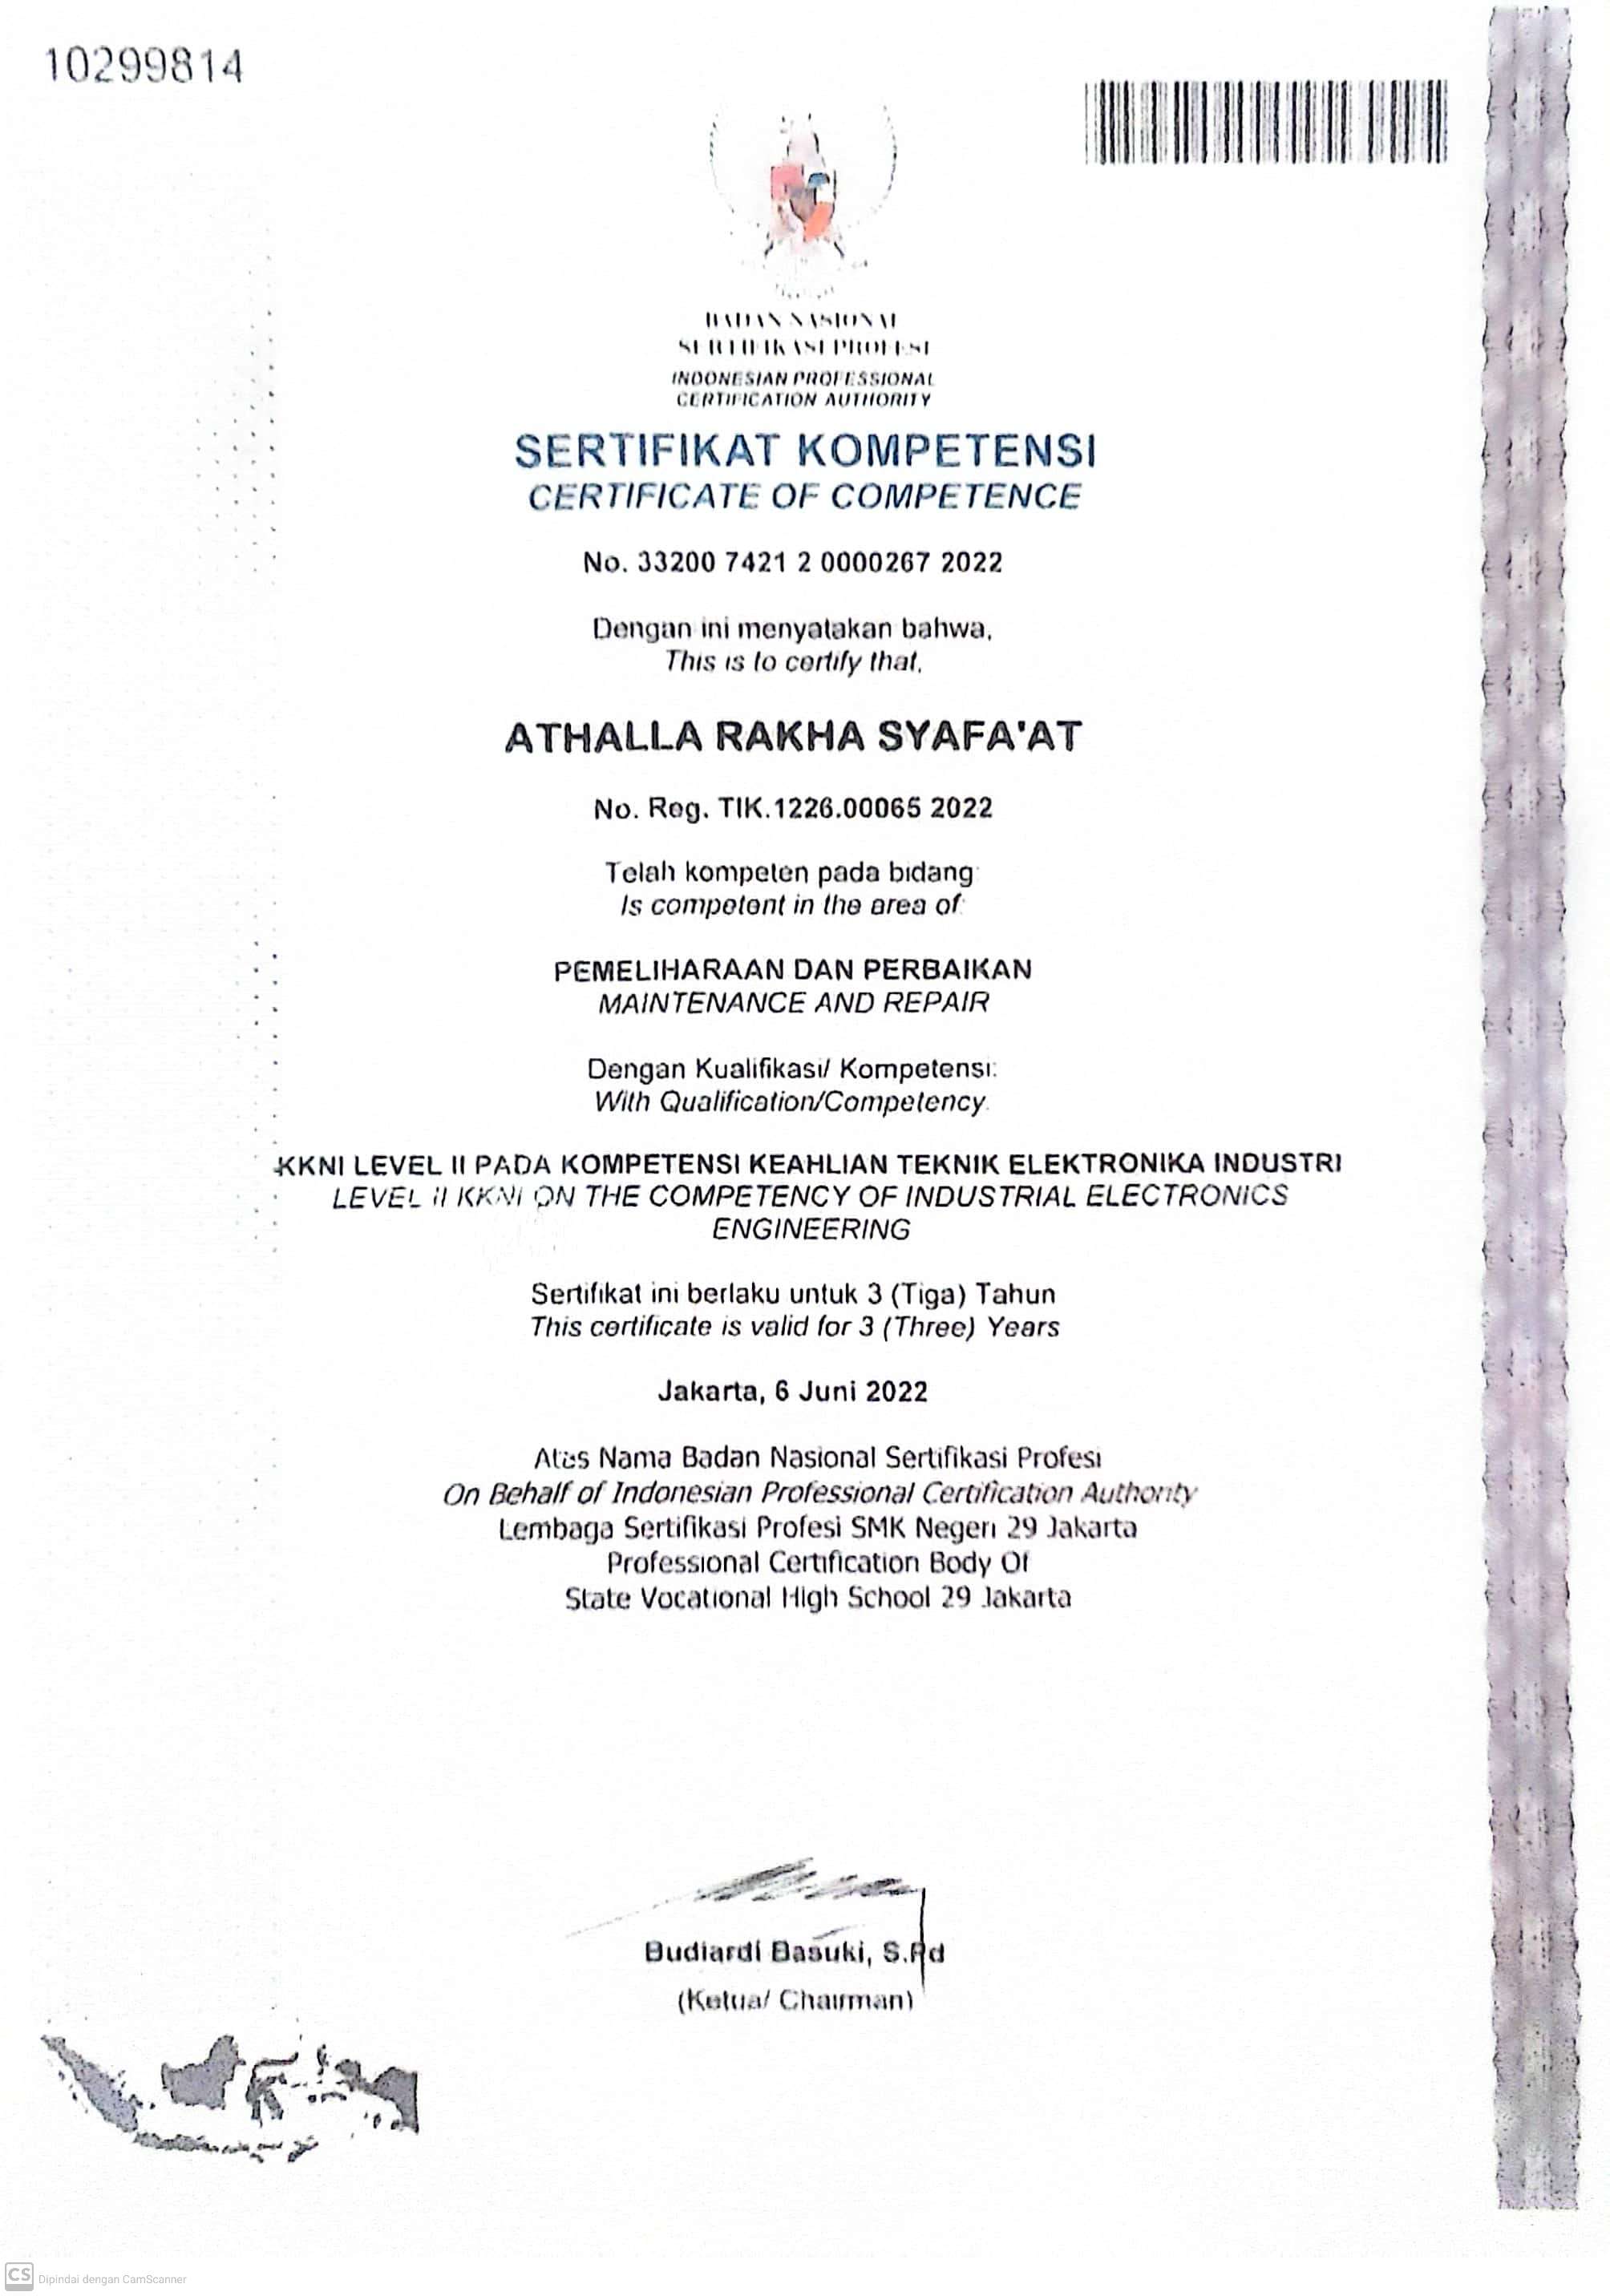 10299814
BADAN NASIONAL
SERTIFIKASI PROFESI
INDONESIAN PROFESSIONAL
CERTIFICATION AUTHORITY
SERTIFIKAT KOMPETENSI
CERTIFICATE OF COMPETENCE
No. 33200 7421 2 0000267 2022
Dengan ini menyatakan bahwa,
This is to certify that,
ATHALLA RAKHA SYAFA'AT
No. Reg. TIK.1226.00065 2022
Telah kompeten pada bidang
Is competent in the area of
PEMELIHARAAN DAN PERBAIKAN
MAINTENANCE AND REPAIR
Dengan Kualifikasi/ Kompetensi:
With Qualification/Competency
KKNI LEVEL II PADA KOMPETENSI KEAHLIAN TEKNIK ELEKTRONIKA INDUSTRI
LEVEL II KKNI ON THE COMPETENCY OF INDUSTRIAL ELECTRONICS
ENGINEERING
Sertifikat ini berlaku untuk 3 (Tiga) Tahun
This certificate is valid for 3 (Three) Years
Jakarta, 6 Juni 2022
Atas Nama Badan Nasional Sertifikasi Profesi
On Behalf of Indonesian Professional Certification Authority
Lembaga Sertifikasi Profesi SMK Negeri 29 Jakarta
Professional Certification Body Of
State Vocational High School 29 Jakarta
Budiardi Basuki, S.Pd
(Ketua/ Chairman)
CS Dipindai dengan CamScanner